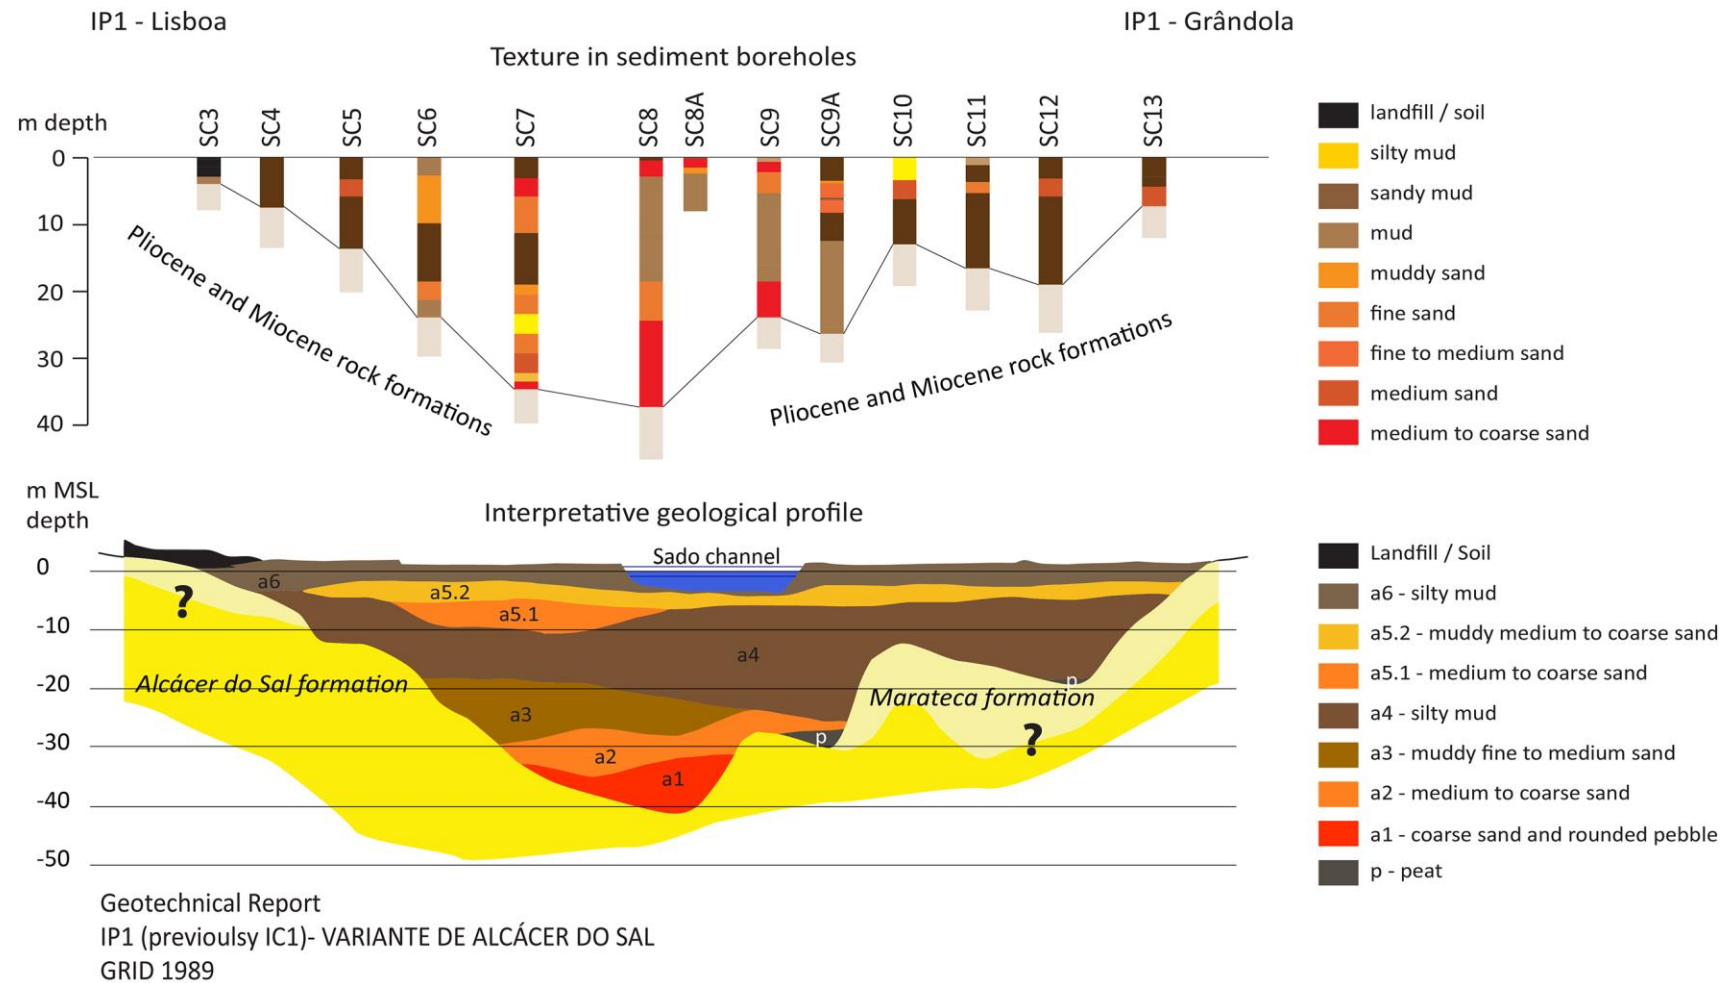 IP1 - Lisboa
IP1 - Grândola
Texture in sediment boreholes
m depth
SC3
SC4
SC5
SC6
SC7
SC8
SC8A
SC9
SC9A
SC10
SC11
SC12
SC13
0
10
20
30
40
Pliocene and Miocene rock formations
Pliocene and Miocene rock formations
landfill / soil
silty mud
sandy mud
mud
muddy sand
fine sand
fine to medium sand
medium sand
medium to coarse sand
m MSL
depth
Interpretative geological profile
Sado channel
0
-10
-20
-30
-40
-50
a6
a5.2
a5.1
a4
a3
a2
a1
p
p
?
?
Alcácer do Sal formation
Marateca formation
Landfill / Soil
a6 - silty mud
a5.2 - muddy medium to coarse sand
a5.1 - medium to coarse sand
a4 - silty mud
a3 - muddy fine to medium sand
a2 - medium to coarse sand
a1 - coarse sand and rounded pebble
p - peat
Geotechnical Report
IP1 (previoulsy IC1)- VARIANTE DE ALCÁCER DO SAL
GRID 1989